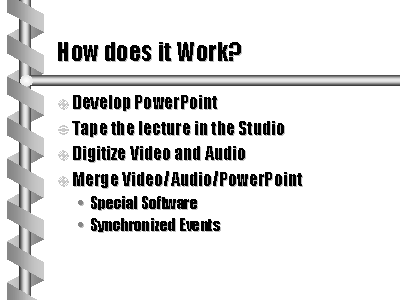 How does it Work?
Develop PowerPoint
Tape the lecture in the Studio
Digitize Video and Audio
Merge Video/Audio/PowerPoint
Special Software
Synchronized Events